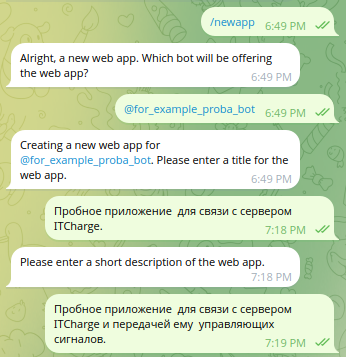 /newapp
6:49 PM
Alright, a new web app. Which bot will be offering
the web app?
6:49 PM
@for_example_proba_bot
6:49 PM
Creating a new web app for
@for_example_proba_bot. Please enter a title for the
web app.
6:49 PM
Пробное приложение для связи с сервером
ITCharge.
7:18 PM
Please enter a short description of the web app.
7:18 PM
Пробное приложение для связи с сервером
ITCharge и передачей ему управляющих
сигналов.
7:19 PM